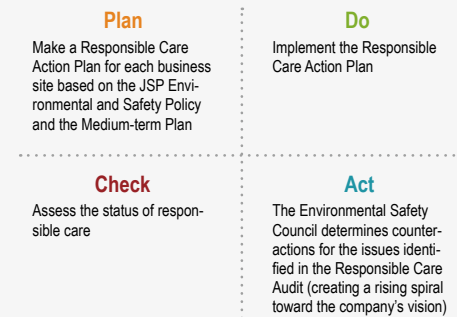 Plan
Make a Responsible Care
Action Plan for each business
site based on the JSP Envi-
ronmental and Safety Policy
and the Medium-term Plan
Do
Implement the Responsible
Care Action Plan
Check
Assess the status of respon-
sible care
Act
The Environmental Safety
Council determines counter-
actions for the issues identi-
fied in the Responsible Care
Audit (creating a rising spiral
toward the company's vision)